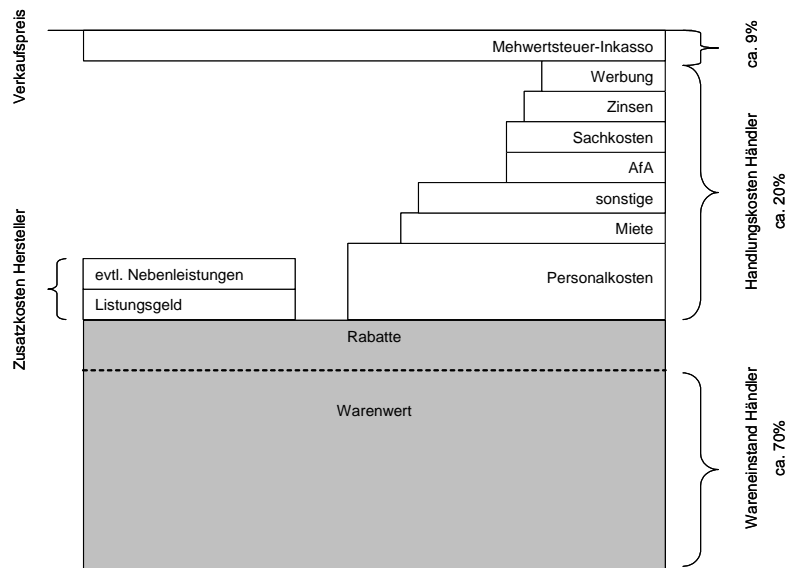 Verkaufspreis
Mehwertsteuer-Inkasso
ca. 9%
Werbung
Zinsen
Sachkosten
AfA
sonstige
Miete
Personalkosten
Handlungskosten Händler
ca. 20%
Zusatzkosten Hersteller
evtl. Nebenleistungen
Listungsgeld
Rabatte
Warenwert
Wareneinstand Händler
ca. 70%